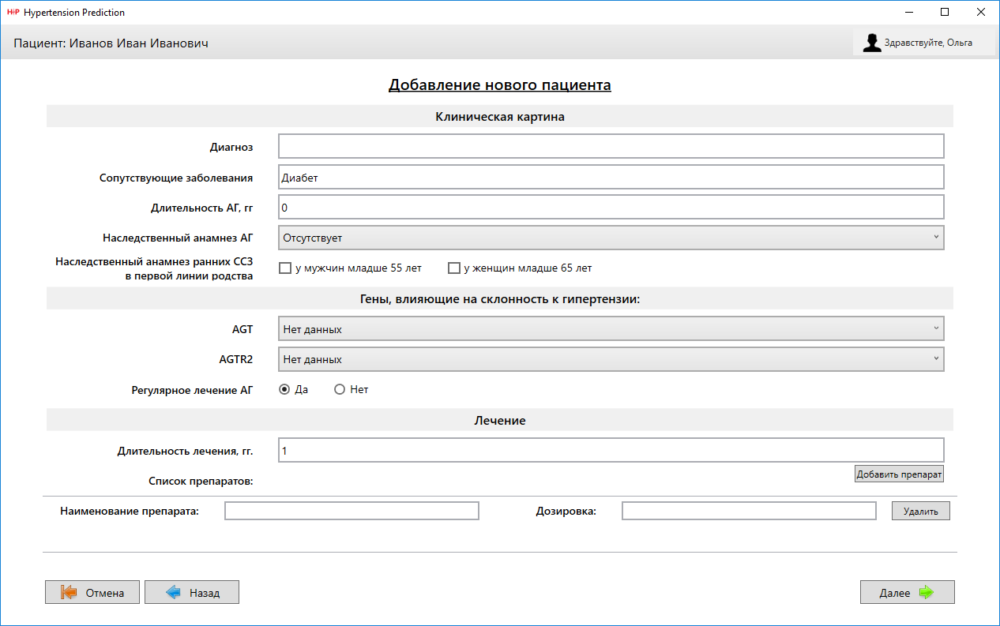 HP Hypertension Prediction
Пациент: Иванов Иван Иванович
Здравствуйте, Ольга
Добавление нового пациента
Клиническая картина
Диагноз
Сопутствующие заболевания Диабет
Длительность АГ, гг 0
Наследственный анамнез АГ Отсутствует
Наследственный анамнез ранних ССЗ
в первой линии родства
у мужчин младше 55 лет у женщин младше 65 лет
Гены, влияющие на склонность к гипертензии:
AGT Нет данных
AGTR2 Нет данных
Регулярное лечение АГ Да Нет
Лечение
Длительность лечения, гг. 1
Список препаратов: Добавить препарат
Наименование препарата: Дозировка: Удалить
Отмена Назад Далее